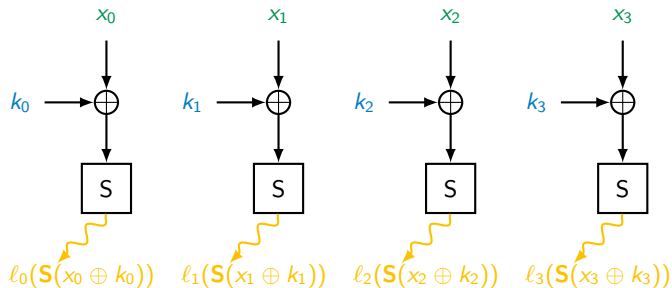 x₀ x₁ x₂ x₃
k₀ ⊕ k₁ ⊕ k₂ ⊕ k₃ ⊕
S S S S
ℓ₀(S(x₀ ⊕ k₀)) ℓ₁(S(x₁ ⊕ k₁)) ℓ₂(S(x₂ ⊕ k₂)) ℓ₃(S(x₃ ⊕ k₃))